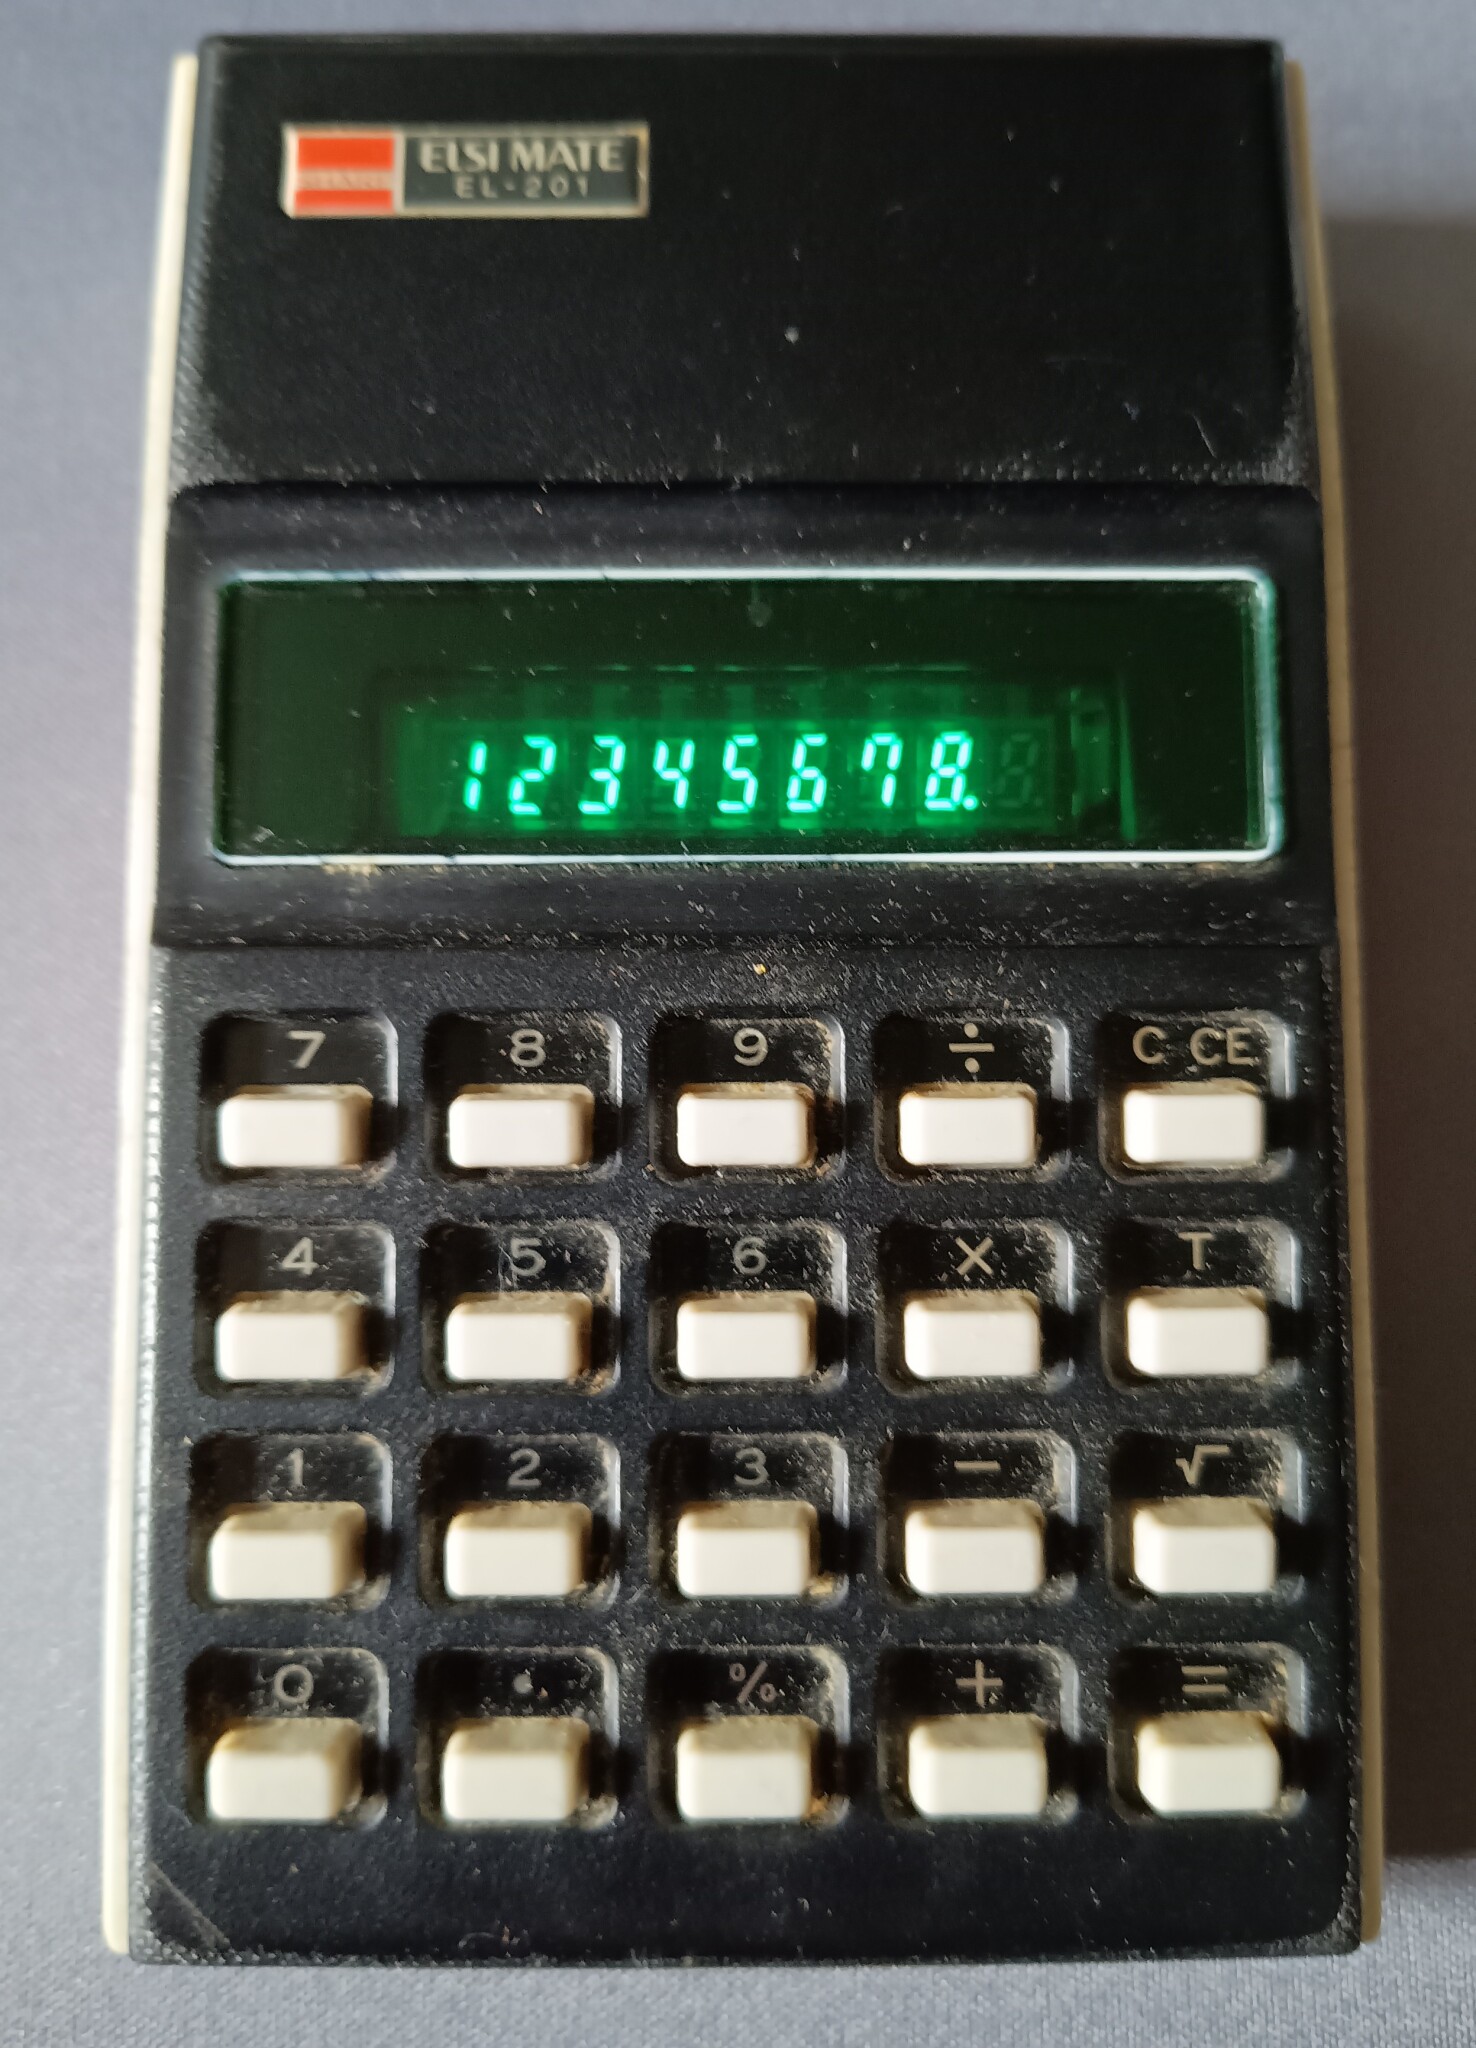 ELSI MATE
EL-201
12345678.
7 8 9 ÷ C CE
4 5 6 X T
1 2 3 − √
0 . % + =